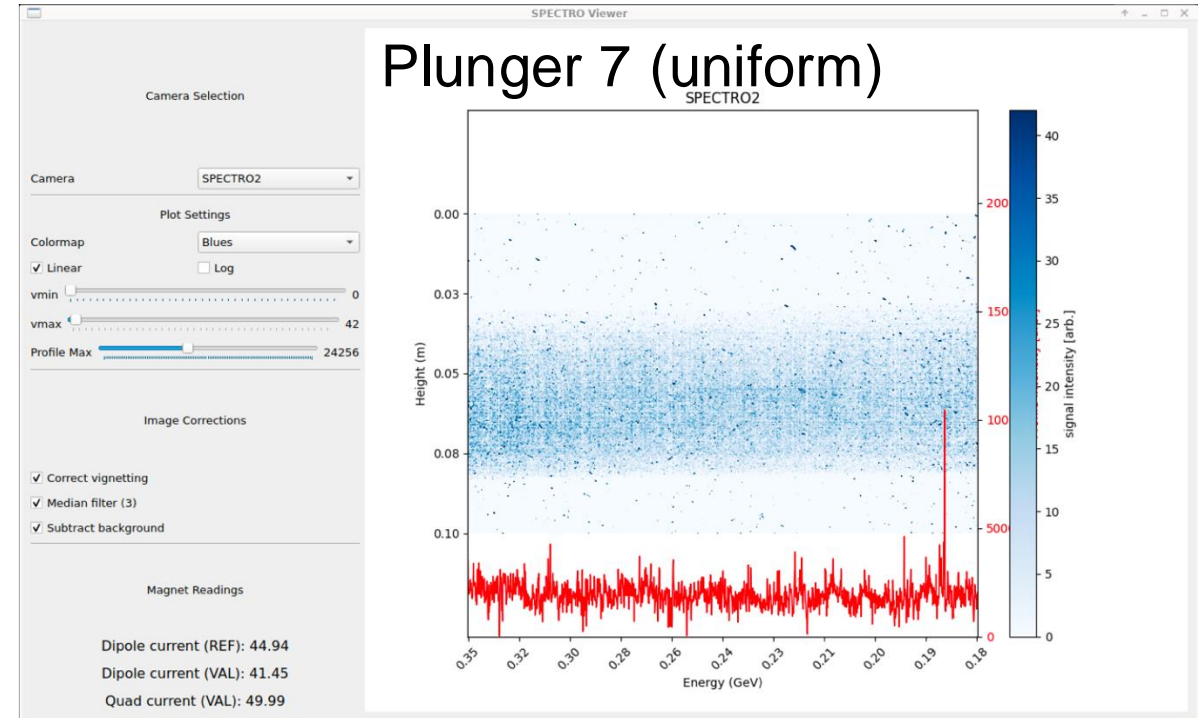 SPECTRO Viewer
Camera Selection
Camera SPECTRO2
Plot Settings
Colormap Blues
Linear Log
vmin 0
vmax 42
Profile Max 24256
Image Corrections
Correct vignetting
Median filter (3)
Subtract background
Magnet Readings
Dipole current (REF): 44.94
Dipole current (VAL): 41.45
Quad current (VAL): 49.99
Plunger 7 (uniform)
SPECTRO2
Height (m)
0.00
0.03
0.05
0.08
0.10
0.35 0.32 0.30 0.28 0.26 0.24 0.23 0.21 0.20 0.19 0.18
Energy (GeV)
200
150
100
5000
0
40
35
30
25
20
15
10
5
0
signal intensity [arb.]